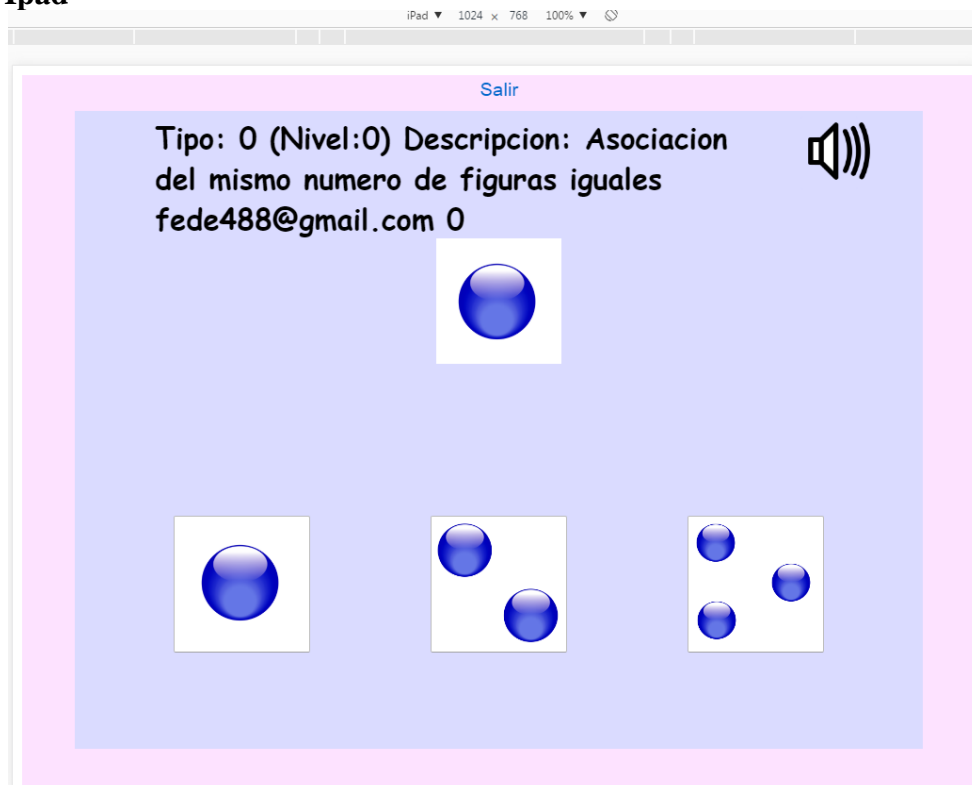 Ipad
iPad ▼ 1024 × 768 100% ▼
Salir
Tipo: 0 (Nivel:0) Descripcion: Asociacion
del mismo numero de figuras iguales
fede488@gmail.com 0